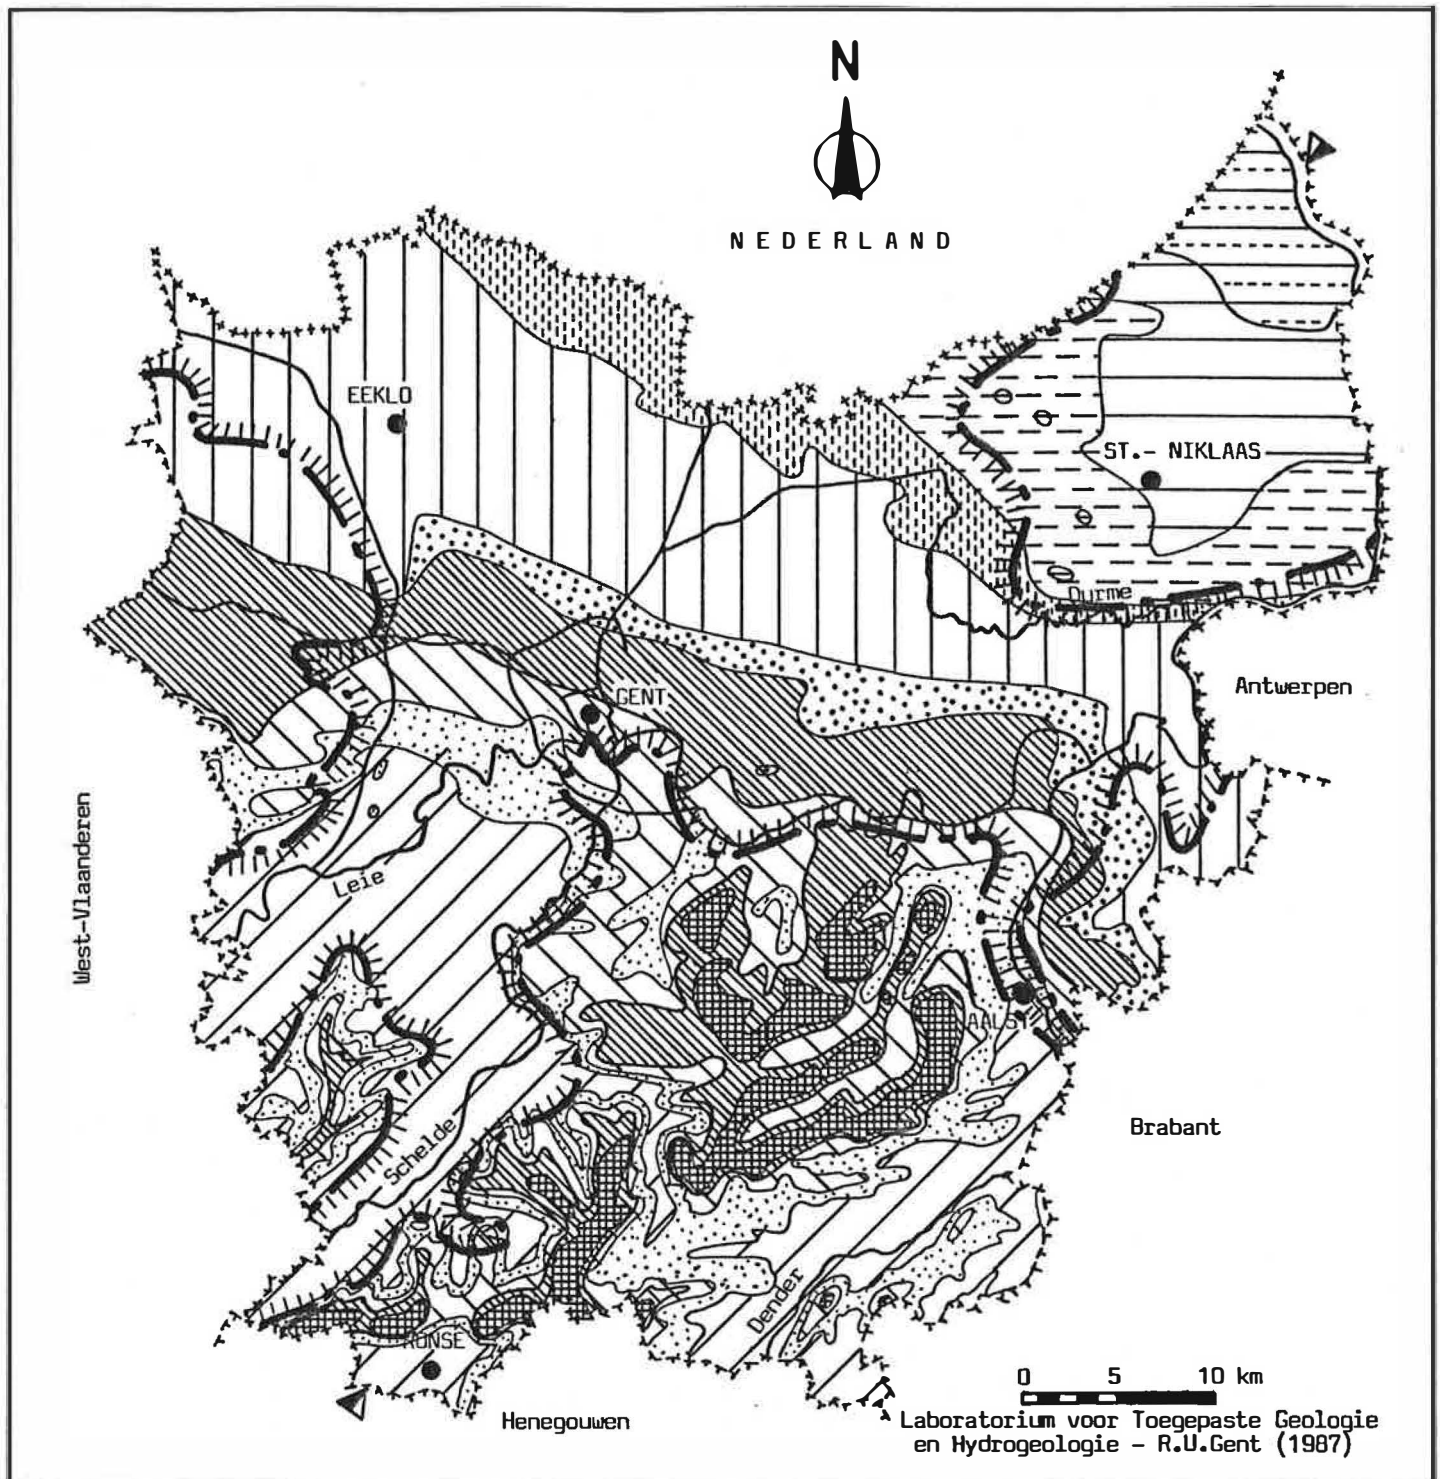 N
NEDERLAND
EEKLO
ST.- NIKLAAS
Durme
GENT
Antwerpen
West-Vlaanderen
Leie
AALST
Schelde
Brabant
Dender
RONSE
Henegouwen
0 5 10 km
Laboratorium voor Toegepaste Geologie
en Hydrogeologie - R.U.Gent (1987)